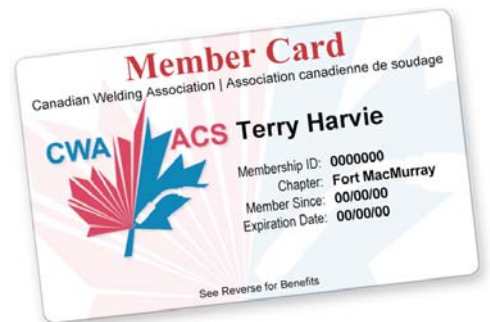 Member Card
Canadian Welding Association | Association canadienne de soudage
CWA ACS
Terry Harvie
Membership ID: 0000000
Chapter: Fort MacMurray
Member Since: 00/00/00
Expiration Date: 00/00/00
See Reverse for Benefits